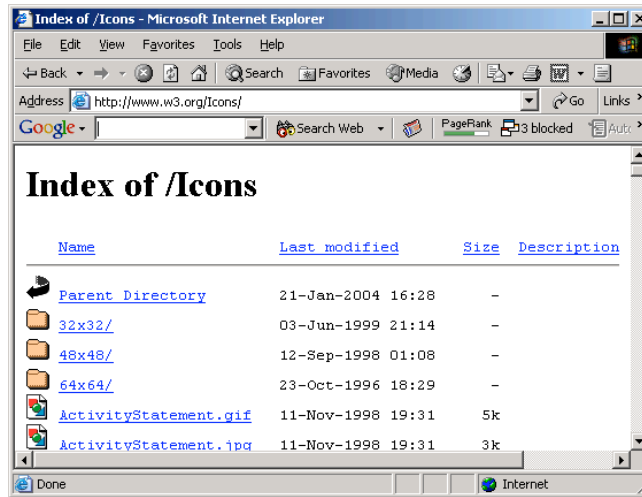 Index of /Icons - Microsoft Internet Explorer
File Edit View Favorites Tools Help
Back Search Favorites Media
Address http://www.w3.org/Icons/ Go Links
Google Search Web PageRank 13 blocked
Index of /Icons
Name Last modified Size Description
Parent Directory 21-Jan-2004 16:28 -
32x32/ 03-Jun-1999 21:14 -
48x48/ 12-Sep-1998 01:08 -
64x64/ 23-Oct-1996 18:29 -
ActivityStatement.gif 11-Nov-1998 19:31 5k
ActivityStatement.jpg 11-Nov-1998 19:31 3k
Done Internet